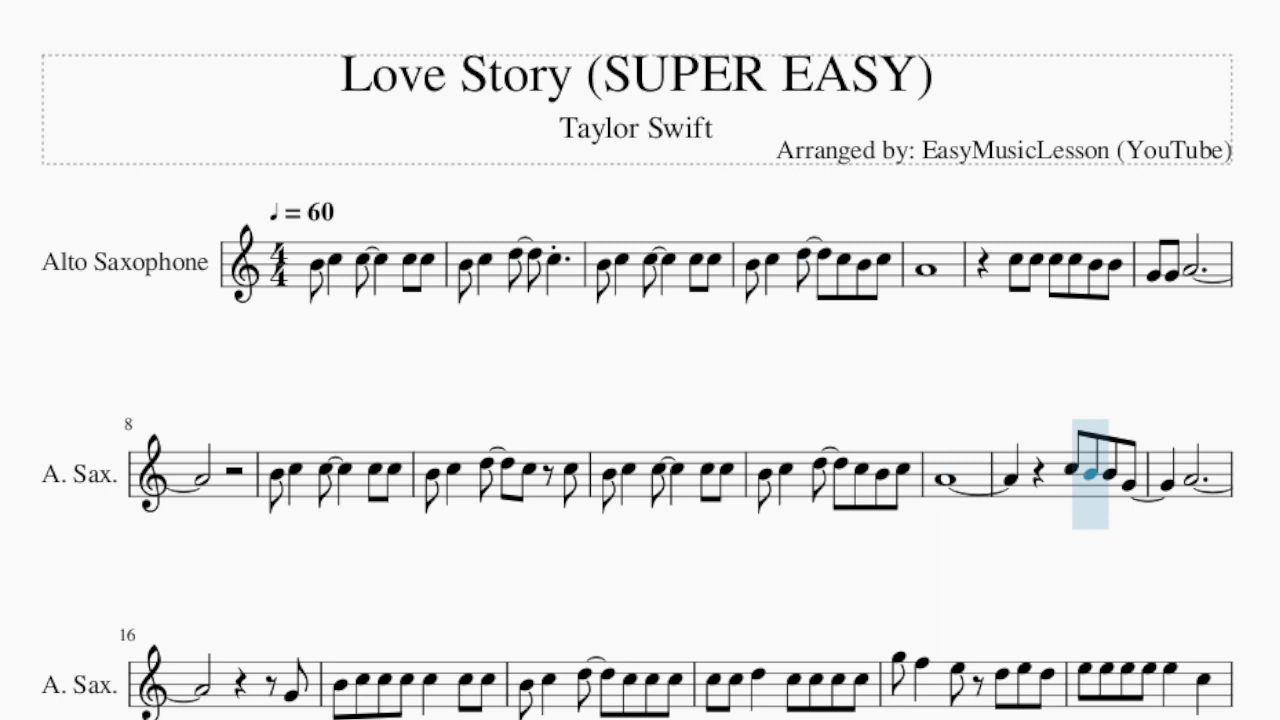 Love Story (SUPER EASY)
Taylor Swift
Arranged by: EasyMusicLesson (YouTube)
♩ = 60
Alto Saxophone
4
4
8
A. Sax.
16
A. Sax.